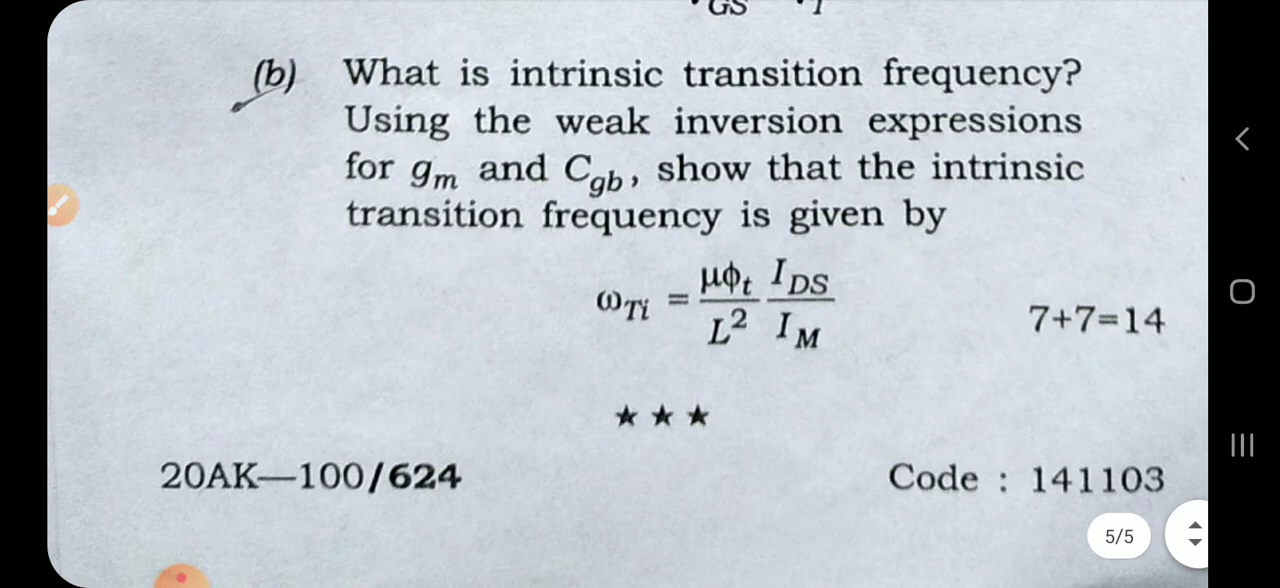 (b) What is intrinsic transition frequency?
Using the weak inversion expressions
for gm and Cgb, show that the intrinsic
transition frequency is given by
ωTi = μϕt/L² IDS/IM
7+7=14
★ ★ ★
20AK—100/624 Code : 141103
5/5